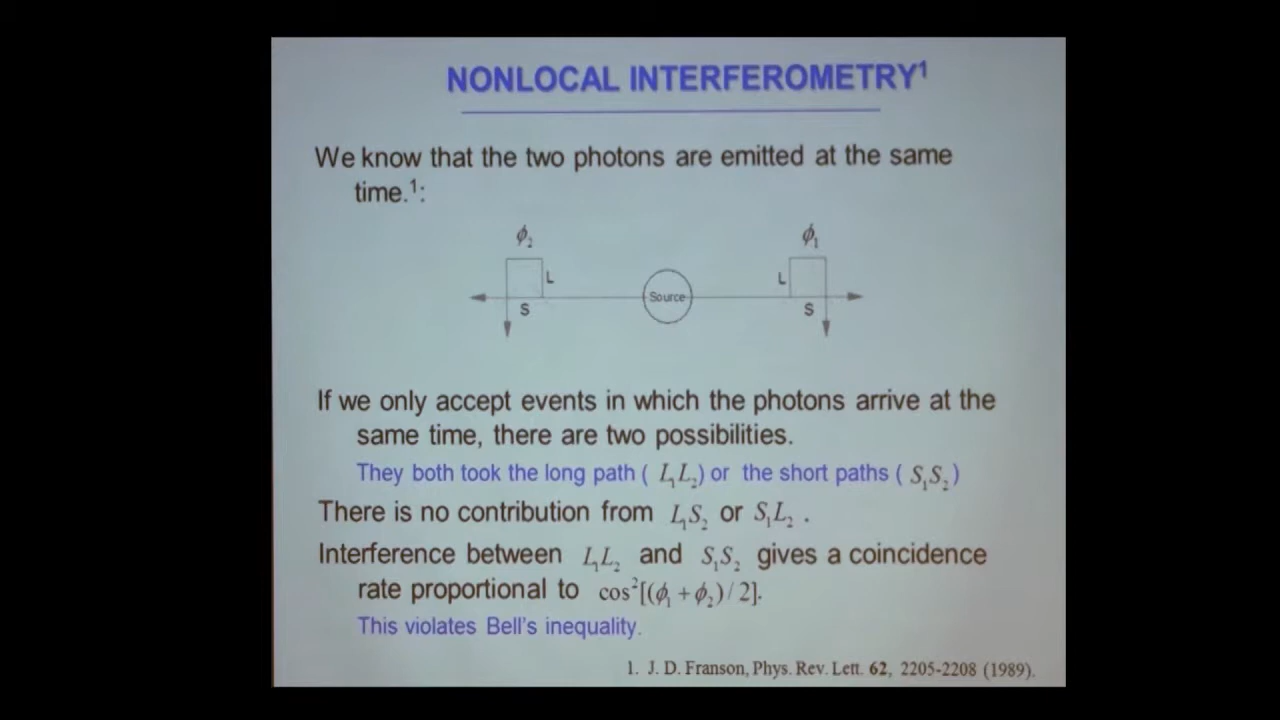 NONLOCAL INTERFEROMETRY¹
We know that the two photons are emitted at the same
time.¹:
ϕ₂ ϕ₁
L L
Source
S S
If we only accept events in which the photons arrive at the
same time, there are two possibilities.
They both took the long path ( L₁L₂) or the short paths ( S₁S₂)
There is no contribution from L₁S₂ or S₁L₂ .
Interference between L₁L₂ and S₁S₂ gives a coincidence
rate proportional to cos²[(ϕ₁ + ϕ₂) / 2].
This violates Bell's inequality.
1. J. D. Franson, Phys. Rev. Lett. 62, 2205-2208 (1989).